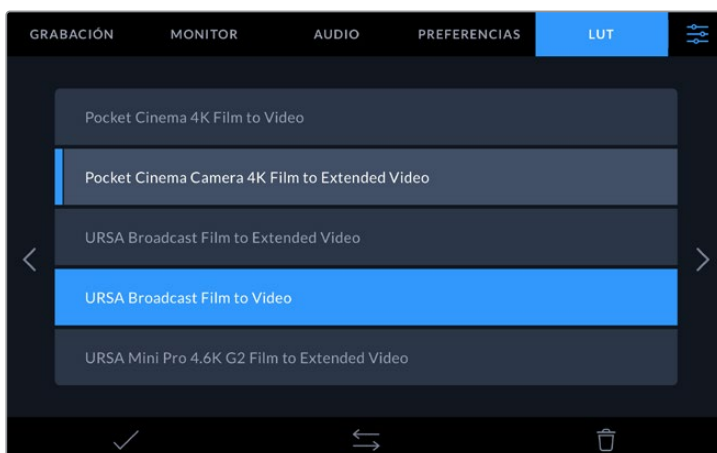 GRABACIÓN MONITOR AUDIO PREFERENCIAS LUT
Pocket Cinema 4K Film to Video
Pocket Cinema Camera 4K Film to Extended Video
URSA Broadcast Film to Extended Video
URSA Broadcast Film to Video
URSA Mini Pro 4.6K G2 Film to Extended Video